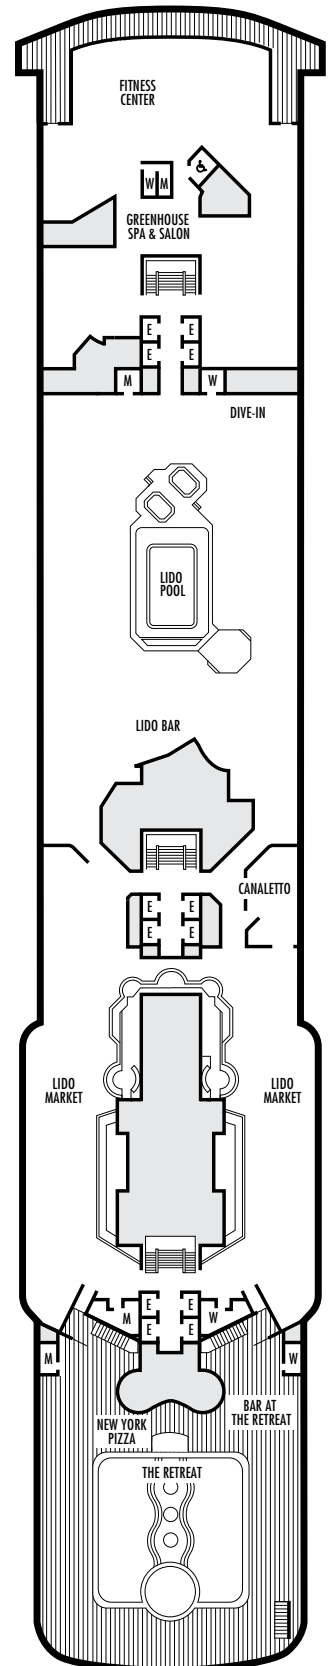 FITNESS
CENTER
W M
GREENHOUSE
SPA & SALON
E E
E E
M W
DIVE-IN
LIDO
POOL
LIDO BAR
CANALETTO
E E
E E
LIDO
MARKET
LIDO
MARKET
E E
M W
E E
M W
BAR AT
THE RETREAT
NEW YORK
PIZZA
THE RETREAT